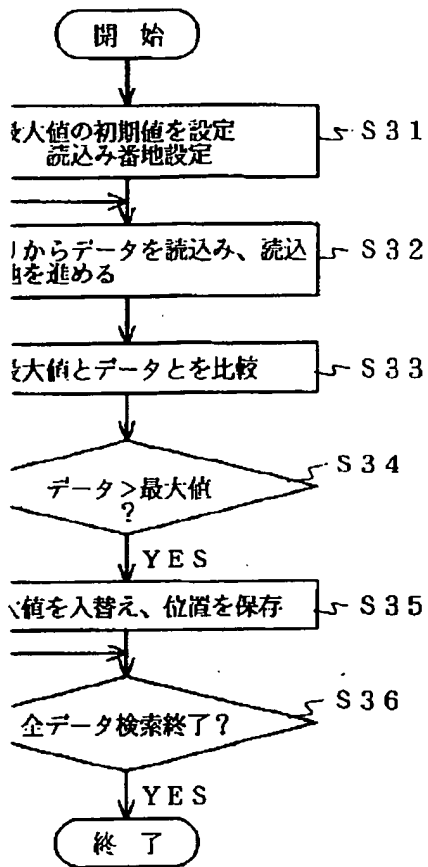 開 始
大値の初期値を設定
読込み番地設定
S31
からデータを読込み、読込
を進める
S32
大値とデータとを比較
S33
データ>最大値
?
S34
YES
値を入替え、位置を保存
S35
全データ検索終了?
S36
YES
終 了